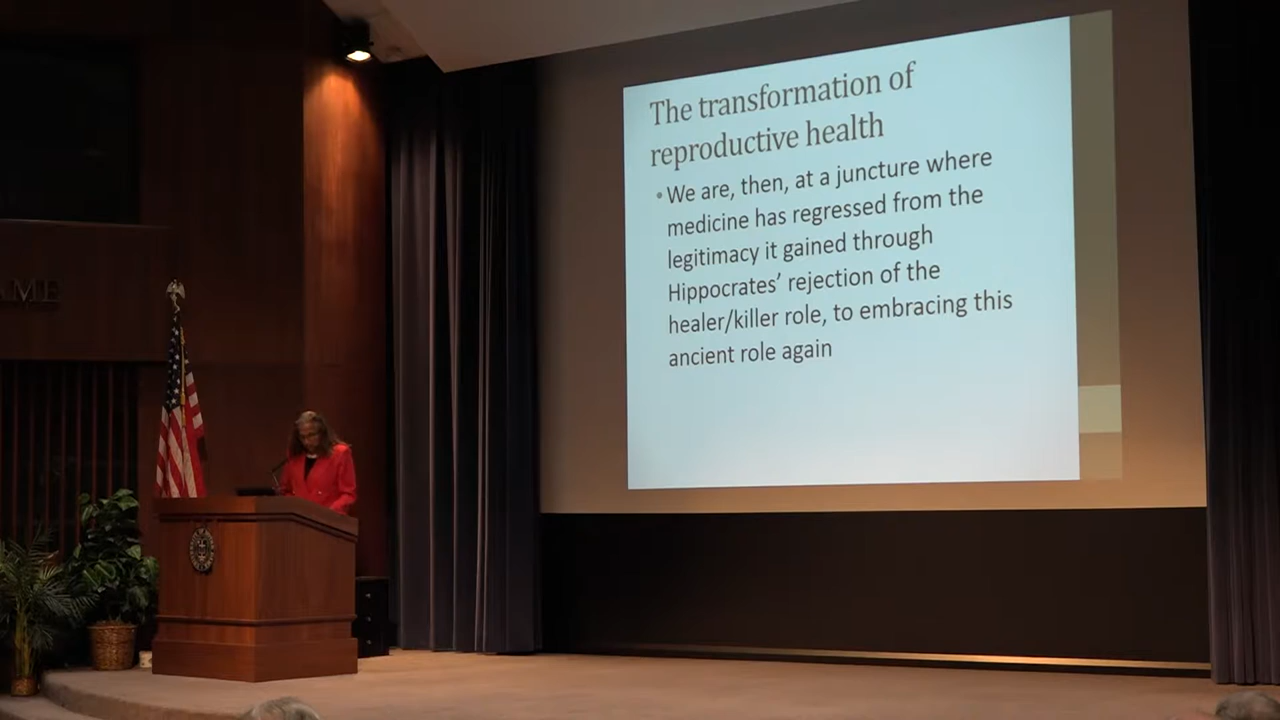 The transformation of
reproductive health
• We are, then, at a juncture where
medicine has regressed from the
legitimacy it gained through
Hippocrates' rejection of the
healer/killer role, to embracing this
ancient role again
AME